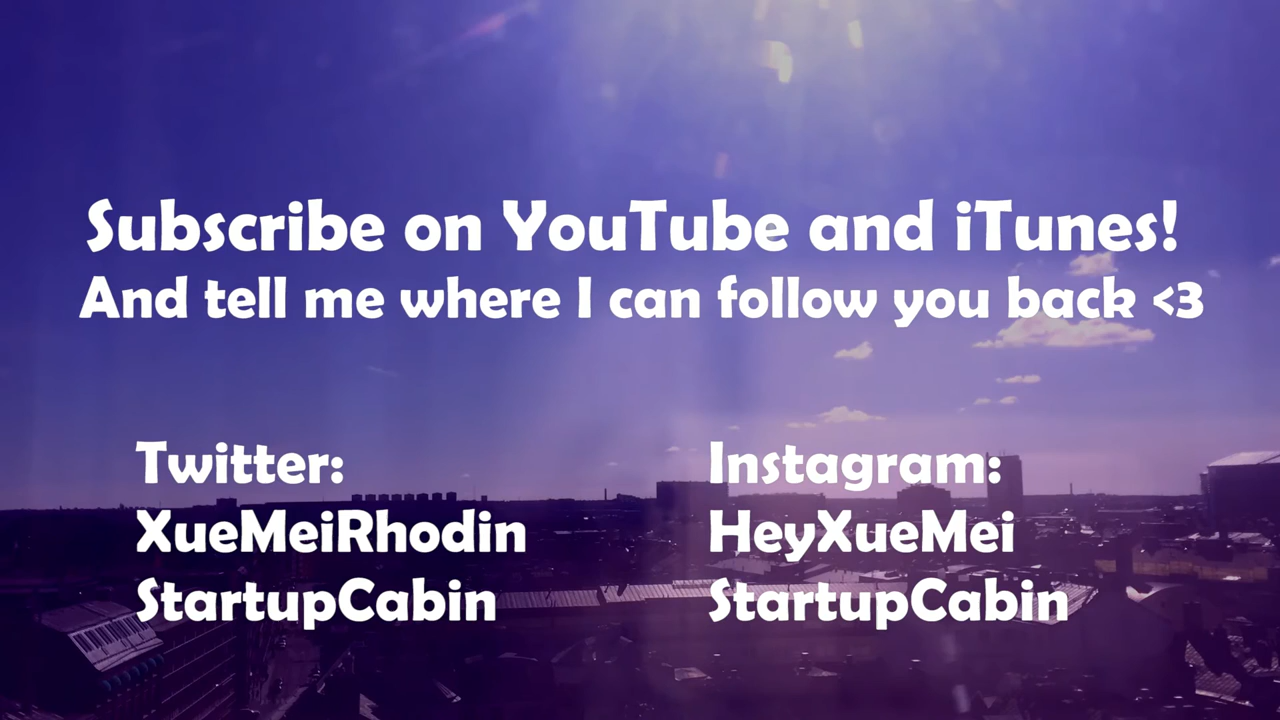 Subscribe on YouTube and iTunes!
And tell me where I can follow you back <3
Twitter:
XueMeiRhodin
StartupCabin
Instagram:
HeyXueMei
StartupCabin